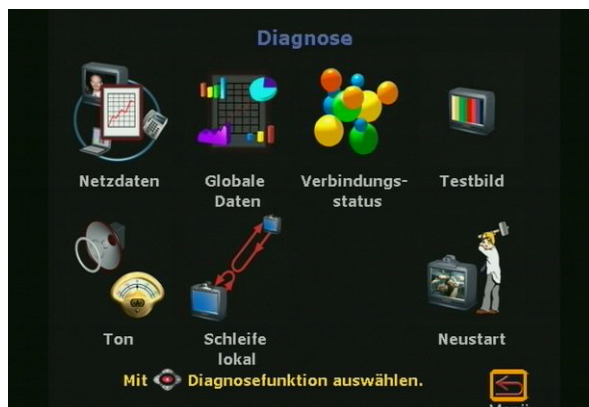 Diagnose
Netzdaten
Globale
Daten
Verbindungs-
status
Testbild
Ton
Schleife
lokal
Neustart
Mit Diagnosefunktion auswählen.